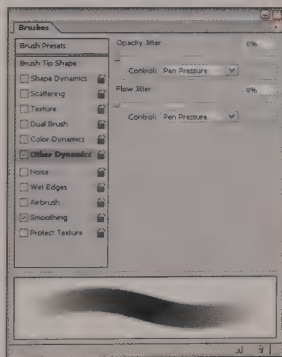 Brushes
Brush Presets
Brush Tip Shape
Shape Dynamics
Scattering
Texture
Dual Brush
Color Dynamics
Other Dynamics
Noise
Wet Edges
Airbrush
Smoothing
Protect Texture
Opacity Jitter 0%
Control: Pen Pressure
Flow Jitter 0%
Control: Pen Pressure